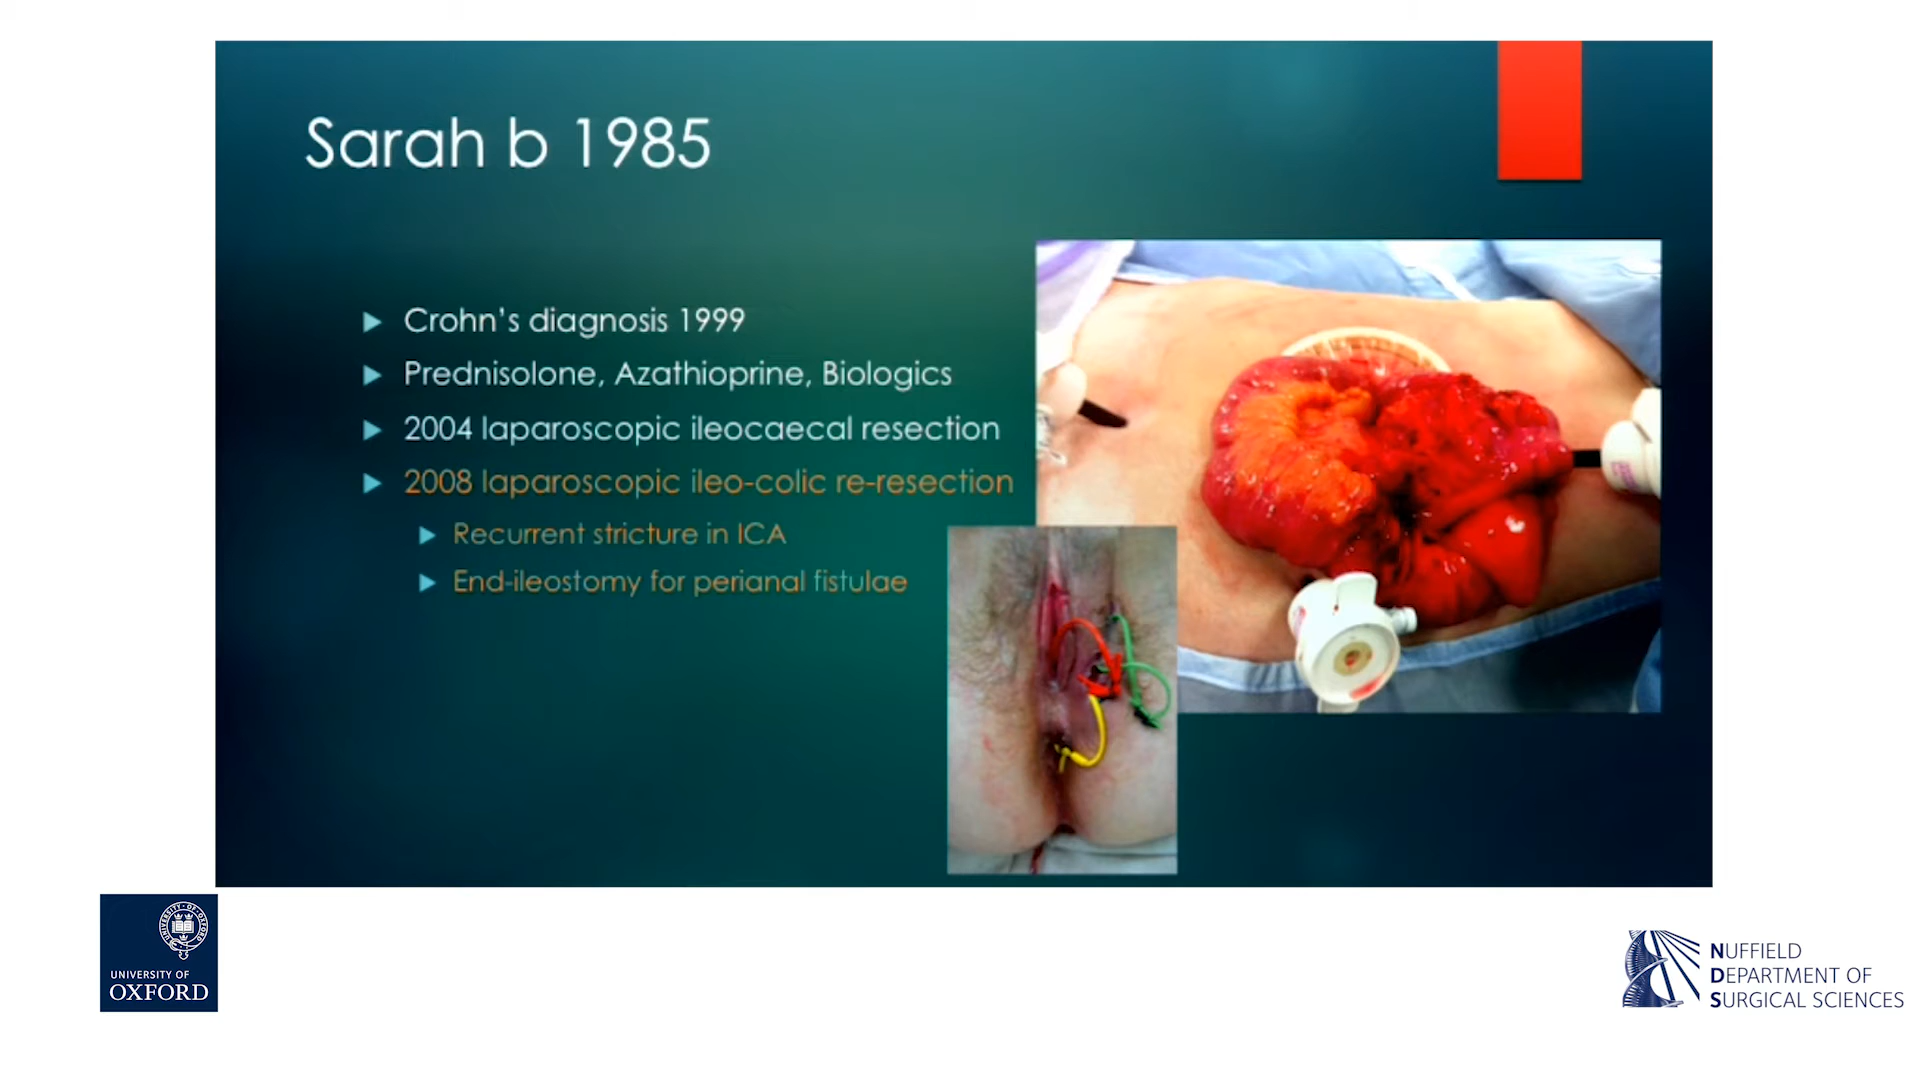 Sarah b 1985
Crohn's diagnosis 1999
Prednisolone, Azathioprine, Biologics
2004 laparoscopic ileocaecal resection
2008 laparoscopic ileo-colic re-resection
Recurrent stricture in ICA
End-ileostomy for perianal fistulae
UNIVERSITY OF
OXFORD
NUFFIELD
DEPARTMENT OF
SURGICAL SCIENCES